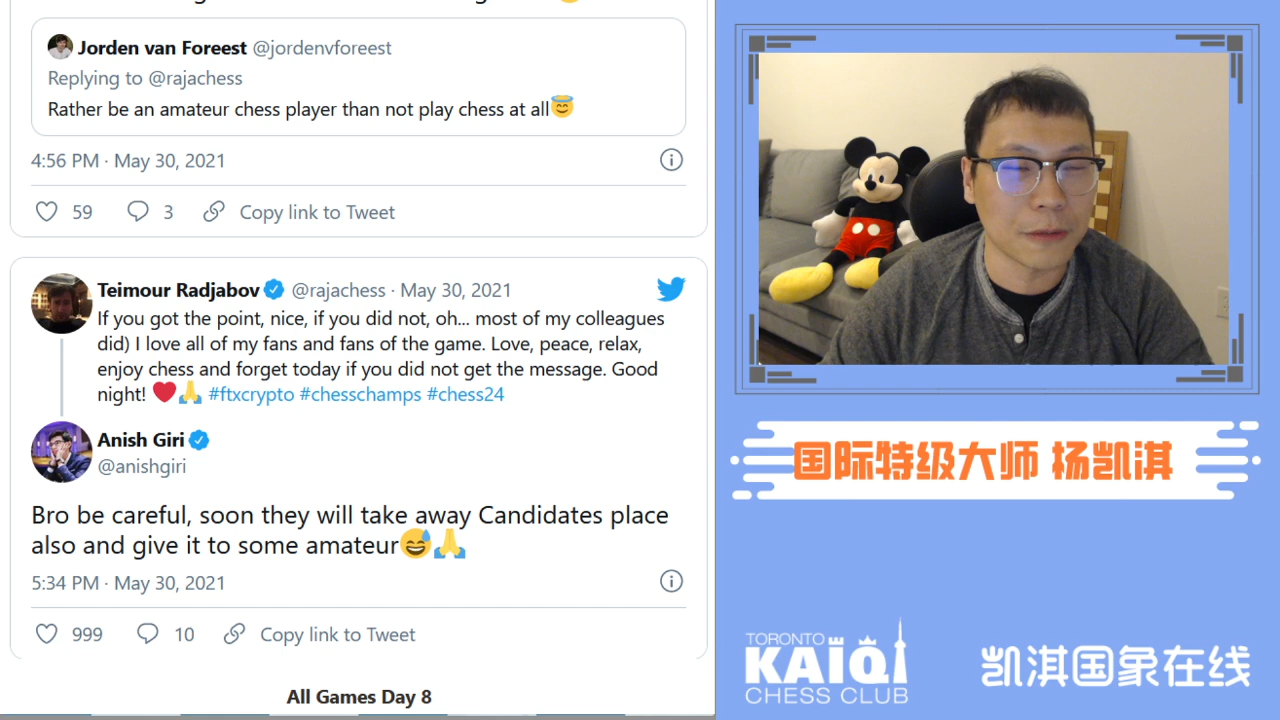 Jorden van Foreest @jordenvforeest
Replying to @rajachess
Rather be an amateur chess player than not play chess at all😇
4:56 PM · May 30, 2021
59 3 Copy link to Tweet
Teimour Radjabov @rajachess · May 30, 2021
If you got the point, nice, if you did not, oh... most of my colleagues
did) I love all of my fans and fans of the game. Love, peace, relax,
enjoy chess and forget today if you did not get the message. Good
night! ❤️🙏 #ftxcrypto #chesschamps #chess24
Anish Giri
@anishgiri
Bro be careful, soon they will take away Candidates place
also and give it to some amateur😅🙏
5:34 PM · May 30, 2021
999 10 Copy link to Tweet
All Games Day 8
国际特级大师 杨凯淇
TORONTO
KAIQI
CHESS CLUB
凯淇国象在线